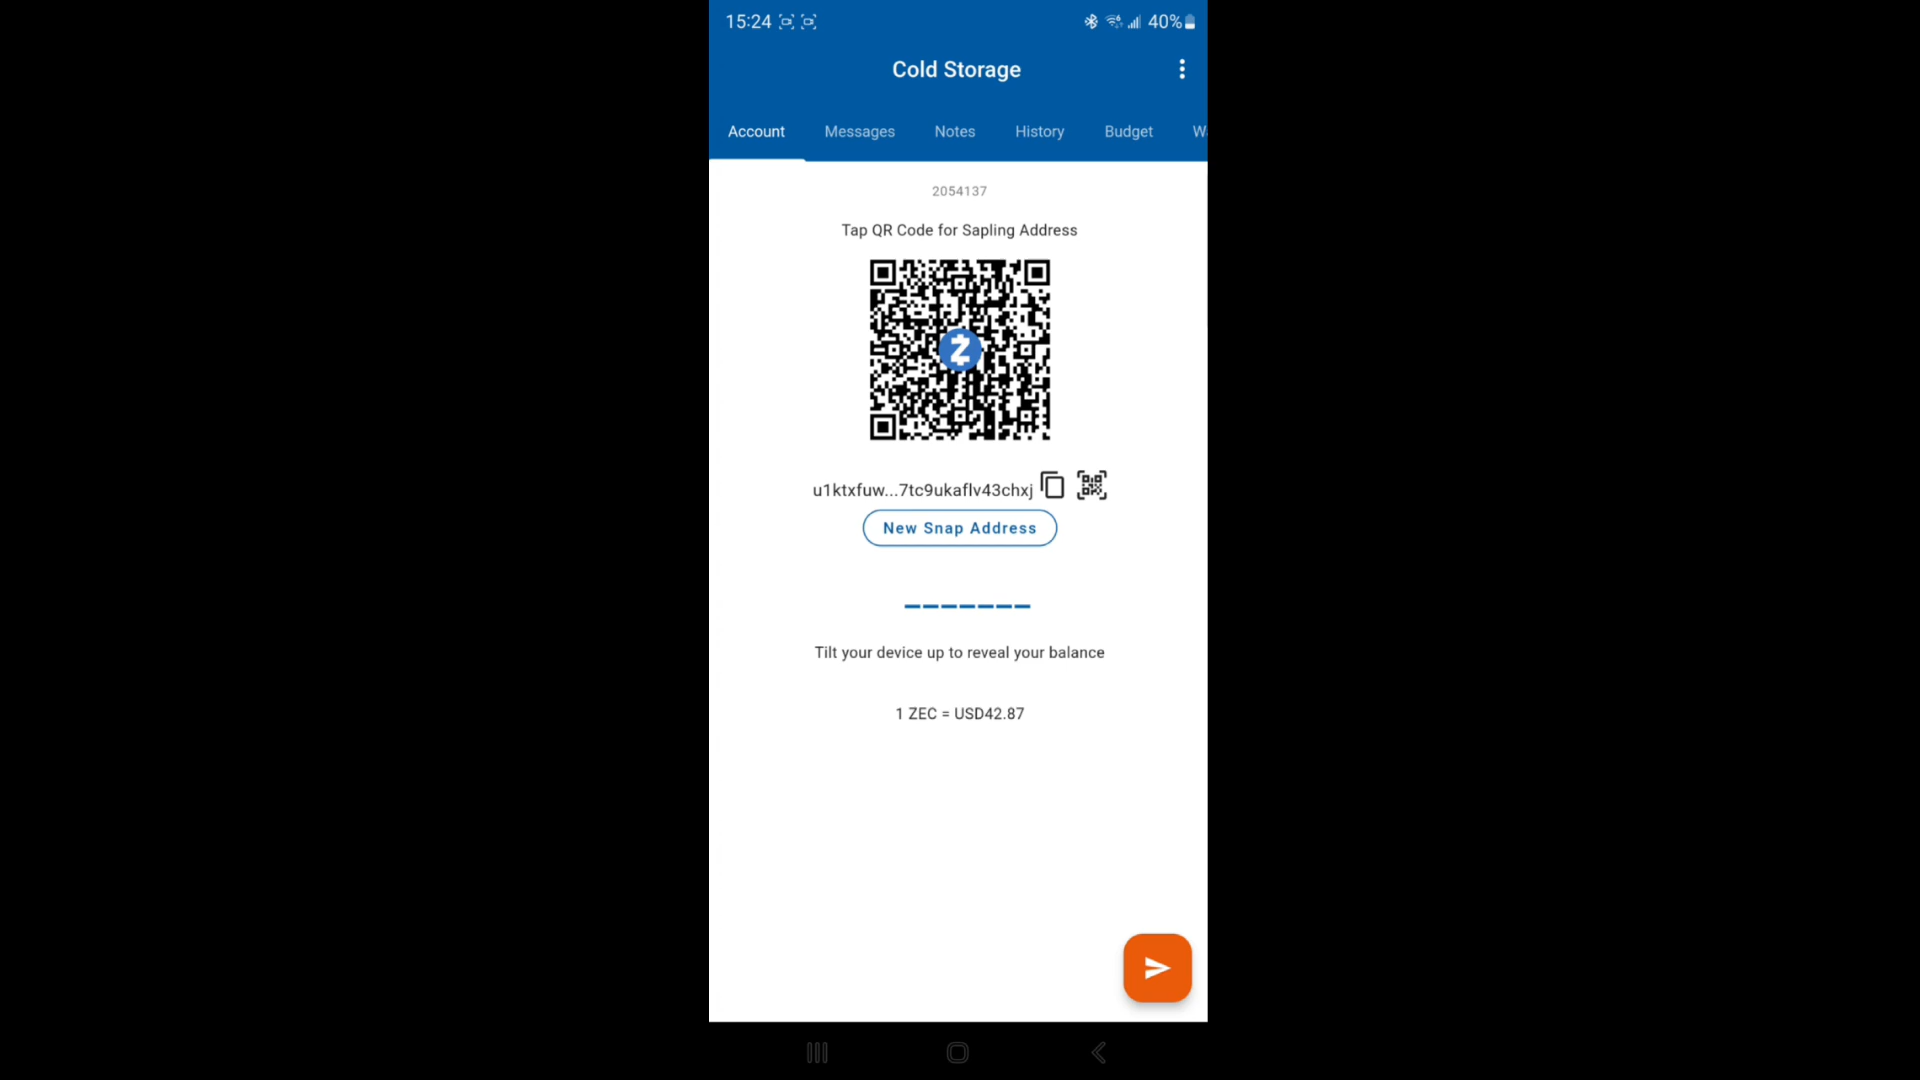 15:24 40%
Cold Storage
Account Messages Notes History Budget W
2054137
Tap QR Code for Sapling Address
u1ktxfuw...7tc9ukaflv43chxj
New Snap Address
Tilt your device up to reveal your balance
1 ZEC = USD42.87